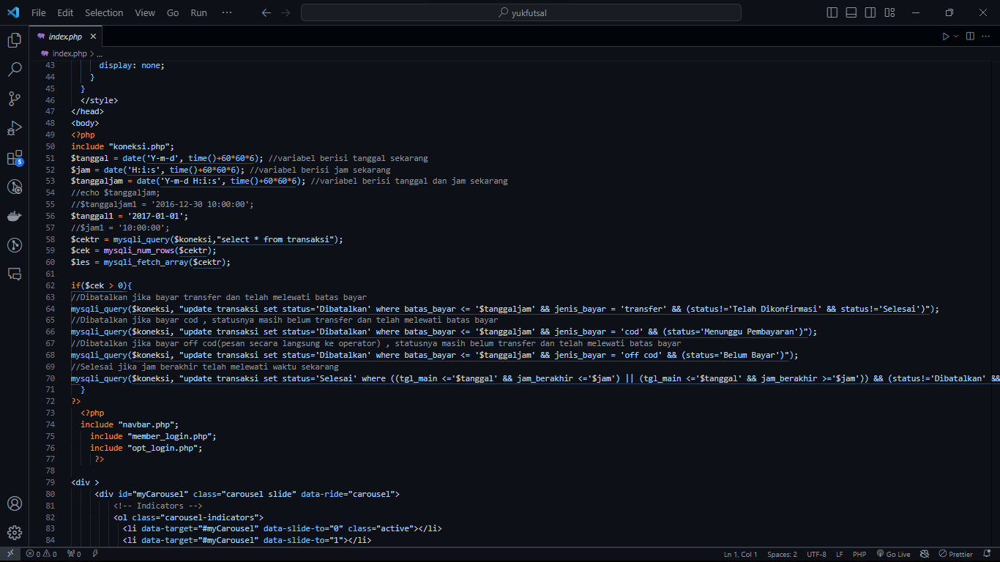 File Edit Selection View Go Run ··· ← → yukfutsal
index.php ×
index.php > ...
43 display: none;
44 }
45 }
46 </style>
47 </head>
48 <body>
49 <?php
50 include "koneksi.php";
51 $tanggal = date('Y-m-d', time()+60*60*6); //variabel berisi tanggal sekarang
52 $jam = date('H:i:s', time()+60*60*6); //variabel berisi jam sekarang
53 $tanggaljam = date('Y-m-d H:i:s', time()+60*60*6); //variabel berisi tanggal dan jam sekarang
54 //echo $tanggaljam;
55 //$tanggaljam1 = '2016-12-30 10:00:00';
56 $tanggal1 = '2017-01-01';
57 //$jam1 = '10:00:00';
58 $cektr = mysqli_query($koneksi,"select * from transaksi");
59 $cek = mysqli_num_rows($cektr);
60 $les = mysqli_fetch_array($cektr);
61
62 if($cek > 0){
63 //Dibatalkan jika bayar transfer dan telah melewati batas bayar
64 mysqli_query($koneksi, "update transaksi set status='Dibatalkan' where batas_bayar <= '$tanggaljam' && jenis_bayar = 'transfer' && (status!='Telah Dikonfirmasi' && status!='Selesai')");
65 //Dibatalkan jika bayar cod , statusnya masih belum transfer dan telah melewati batas bayar
66 mysqli_query($koneksi, "update transaksi set status='Dibatalkan' where batas_bayar <= '$tanggaljam' && jenis_bayar = 'cod' && (status='Menunggu Pembayaran')");
67 //Dibatalkan jika bayar off cod(pesan secara langsung ke operator) , statusnya masih belum transfer dan telah melewati batas bayar
68 mysqli_query($koneksi, "update transaksi set status='Dibatalkan' where batas_bayar <= '$tanggaljam' && jenis_bayar = 'off cod' && (status='Belum Bayar')");
69 //Selesai jika jam berakhir telah melewati waktu sekarang
70 mysqli_query($koneksi, "update transaksi set status='Selesai' where ((tgl_main <='$tanggal' && jam_berakhir <='$jam') || (tgl_main <='$tanggal' && jam_berakhir >='$jam')) && (status!='Dibatalkan' &&
71 }
72 ?>
73 <?php
74 include "navbar.php";
75 include "member_login.php";
76 include "opt_login.php";
77 ?>
78
79 <div >
80 <div id="myCarousel" class="carousel slide" data-ride="carousel">
81 <!-- Indicators -->
82 <ol class="carousel-indicators">
83 <li data-target="#myCarousel" data-slide-to="0" class="active"></li>
84 <li data-target="#myCarousel" data-slide-to="1"></li>
5
0 0 0 Ln 1, Col 1 Spaces: 2 UTF-8 LF PHP Go Live Prettier